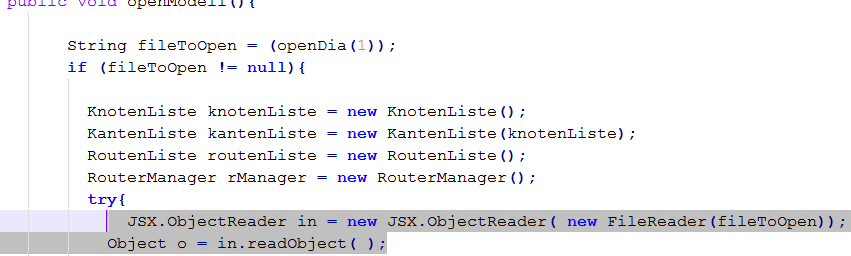 public void openModell(){
String fileToOpen = (openDia(1));
if (fileToOpen != null){
KnotenListe knotenListe = new KnotenListe();
KantenListe kantenListe = new KantenListe(knotenListe);
RoutenListe routenListe = new RoutenListe();
RouterManager rManager = new RouterManager();
try{
JSX.ObjectReader in = new JSX.ObjectReader( new FileReader(fileToOpen));
Object o = in.readObject( );